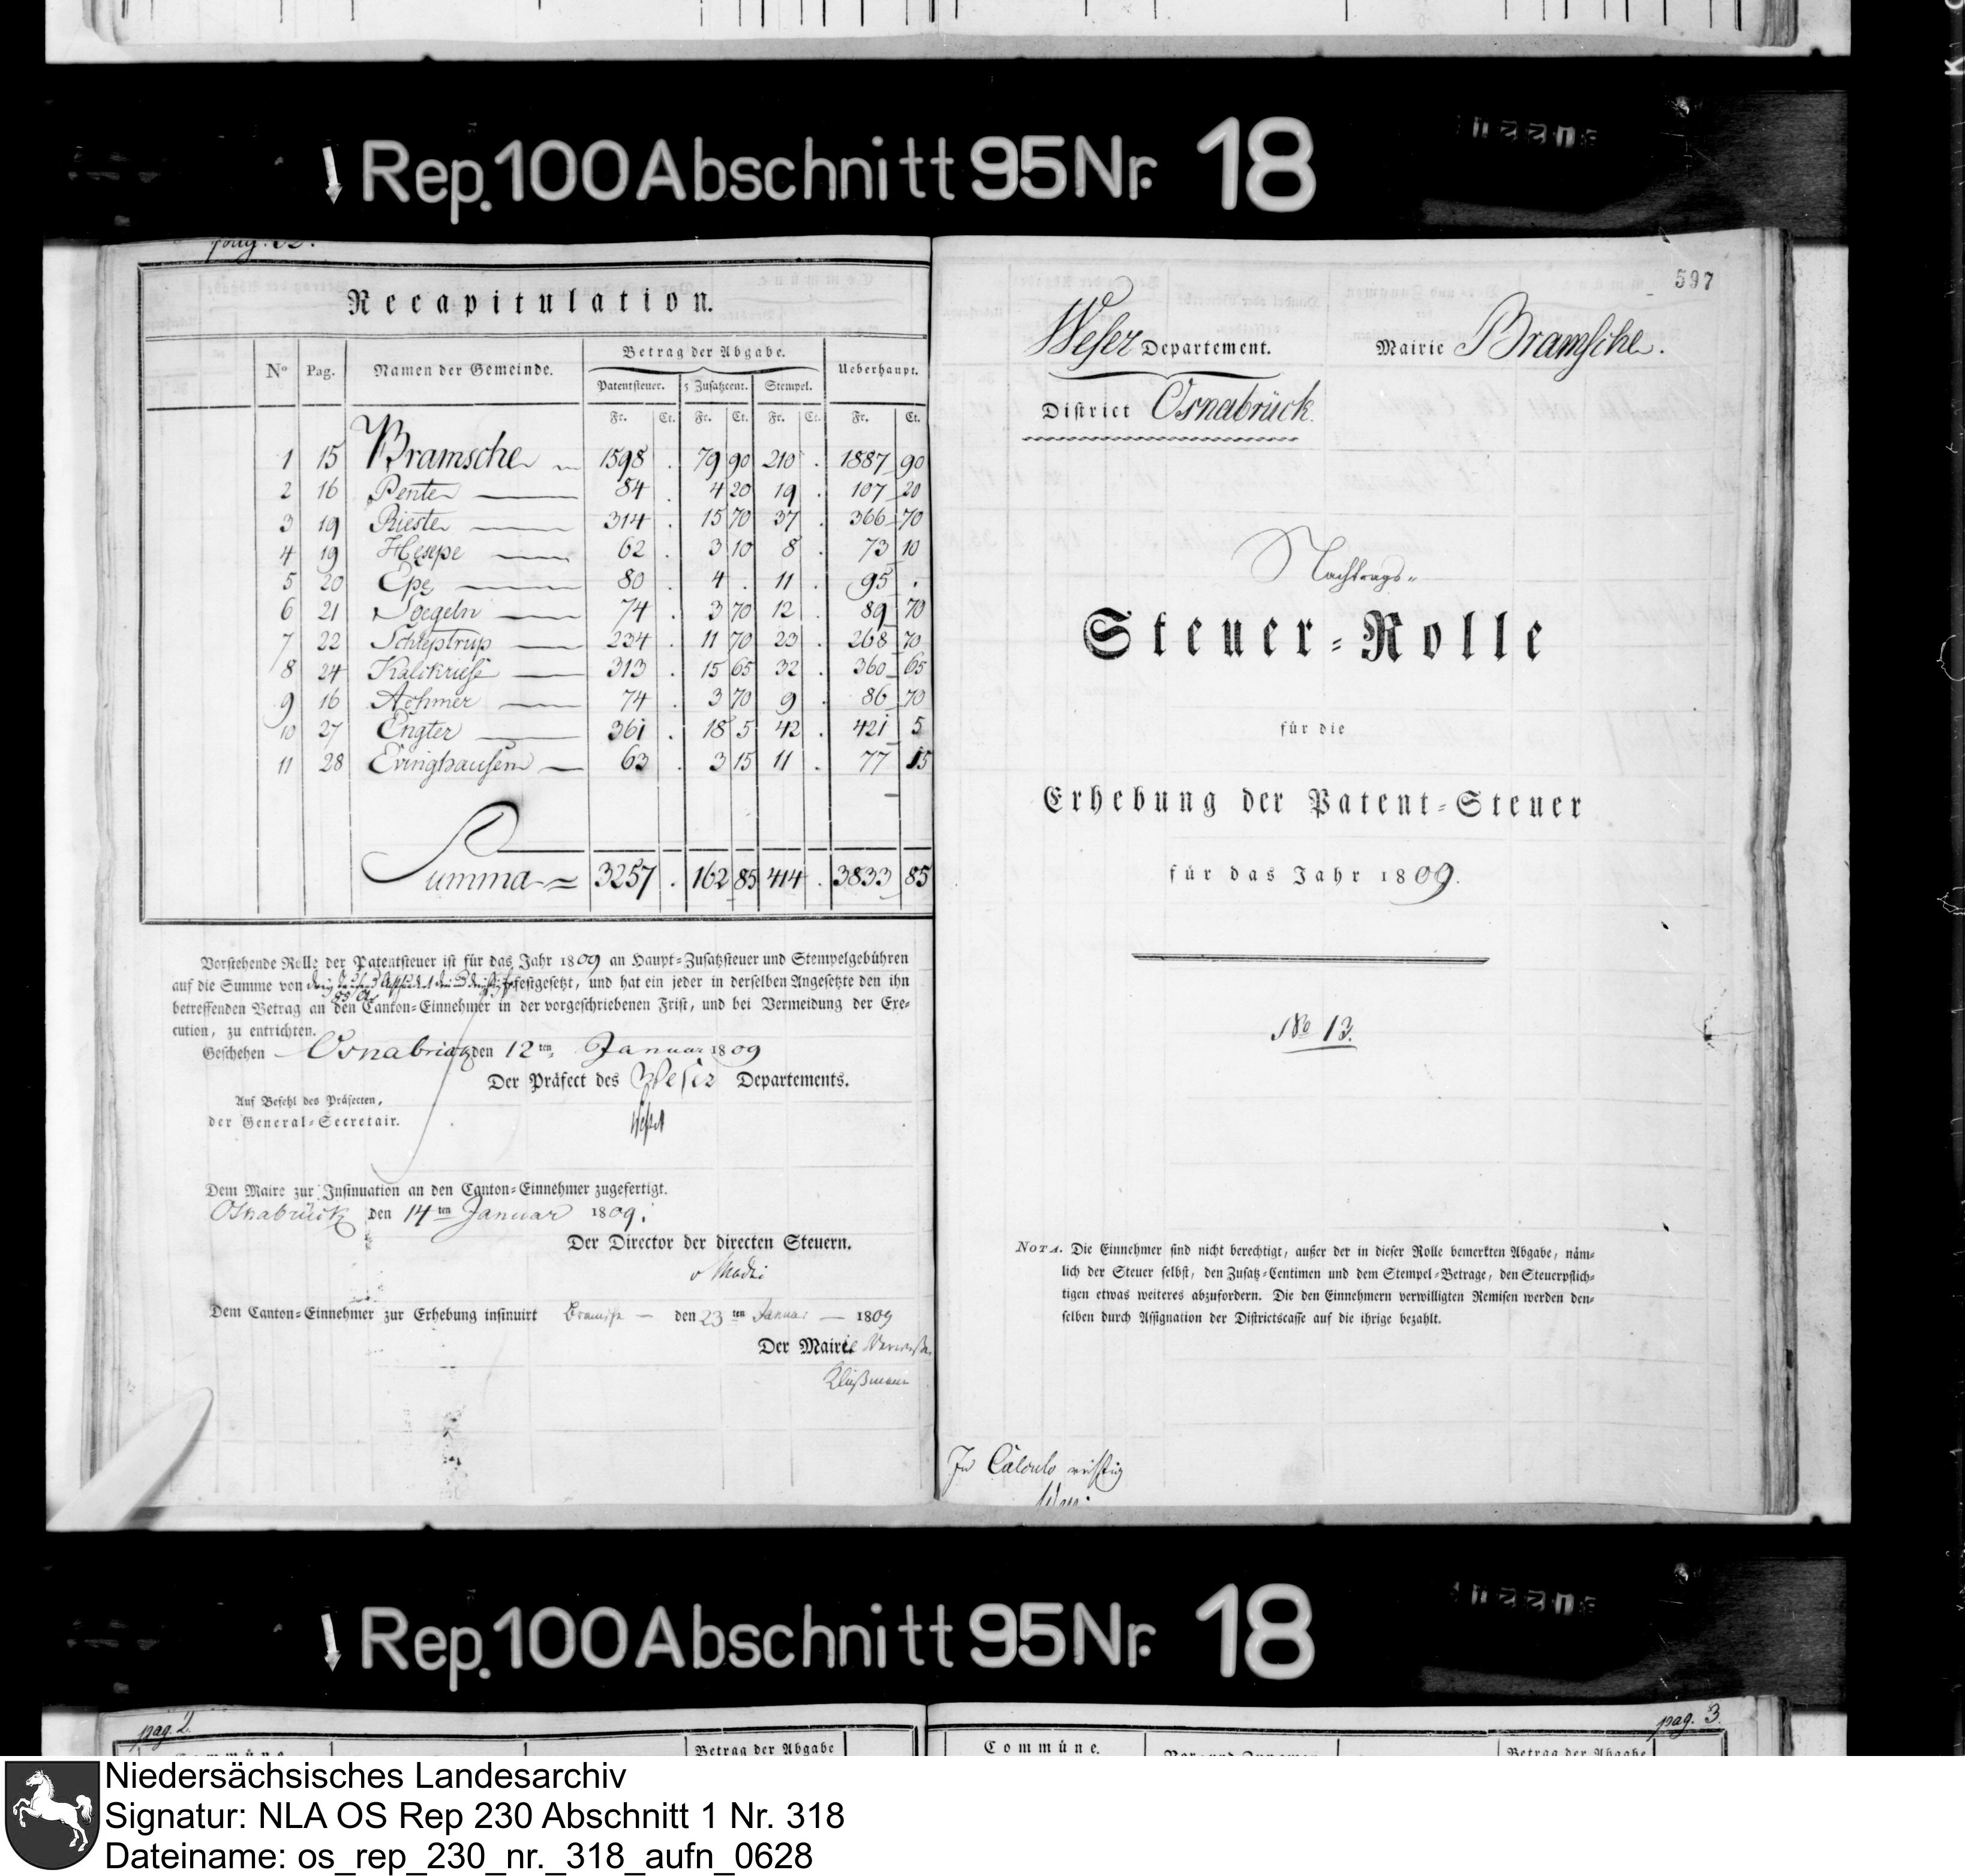 Rep. 100 Abschnitt 95 Nr. 18
Recapitulation.
No Pag. Namen der Gemeinde. Betrag der Abgabe. Ueberhaupt.
Patentsteuer. 5 Zusatzcent. Stempel.
Fr. Ct. Fr. Ct. Fr. Ct. Fr. Ct.
1 15 Bramsche 1598 . 79 90 210 . 1887 90
2 16 Penter 84 . 4 20 19 . 107 20
3 19 Riester 314 . 15 70 37 . 366 70
4 19 Hesepe 62 . 3 10 8 . 73 10
5 20 Epe 80 . 4 . 11 . 95 .
6 21 Soegeln 74 . 3 70 12 . 89 70
7 22 Schleptrup 234 . 11 70 23 . 268 70
8 24 Kalckriese 313 . 15 65 32 . 360 65
9 16 Achmer 74 . 3 70 9 . 86 70
10 27 Engter 361 . 18 5 42 . 421 5
11 28 Evinghausen 63 . 3 15 11 . 77 15
Summa 3257 . 162 85 414 . 3833 85
Vorstehende Rolle der Patentsteuer ist für das Jahr 1809 an Haupt-Zusatzsteuer und Stempelgebühren
auf die Summe von festgesetzt, und hat ein jeder in derselben Angesetzte den ihn
betreffenden Betrag an den Canton-Einnehmer in der vorgeschriebenen Frist, und bei Vermeidung der Exe-
cution, zu entrichten.
Geschehen Osnabrück den 12ten Januar 1809
Der Präfect des Weser Departements.
Auf Befehl des Präfecten,
der General-Secretair.
Dem Maire zur Insinuation an den Canton-Einnehmer zugefertigt.
Osnabrück den 14ten Januar 1809.
Der Director der directen Steuern.
Dem Canton-Einnehmer zur Erhebung insinuirt Bramsche – den 23ten Januar – 1809
Der Maire
597
Weser Departement. Mairie Bramsche.
District Osnabrück.
Nachtrags-
Steuer-Rolle
für die
Erhebung der Patent-Steuer
für das Jahr 1809.
No 13.
NOTA. Die Einnehmer sind nicht berechtigt, außer der in dieser Rolle bemerkten Abgabe, näm-
lich der Steuer selbst, den Zusatz-Centimen und dem Stempel-Betrage, den Steuerpflich-
tigen etwas weiteres abzufordern. Die den Einnehmern verwilligten Remisen werden den-
selben durch Assignation der Districtscasse auf die ihrige bezahlt.
In Calculo richtig
Rep. 100 Abschnitt 95 Nr. 18
pag. 2.
Betrag der Abgabe
pag. 3.
Commüne.
Betrag der Abgabe
Niedersächsisches Landesarchiv
Signatur: NLA OS Rep 230 Abschnitt 1 Nr. 318
Dateiname: os_rep_230_nr._318_aufn_0628